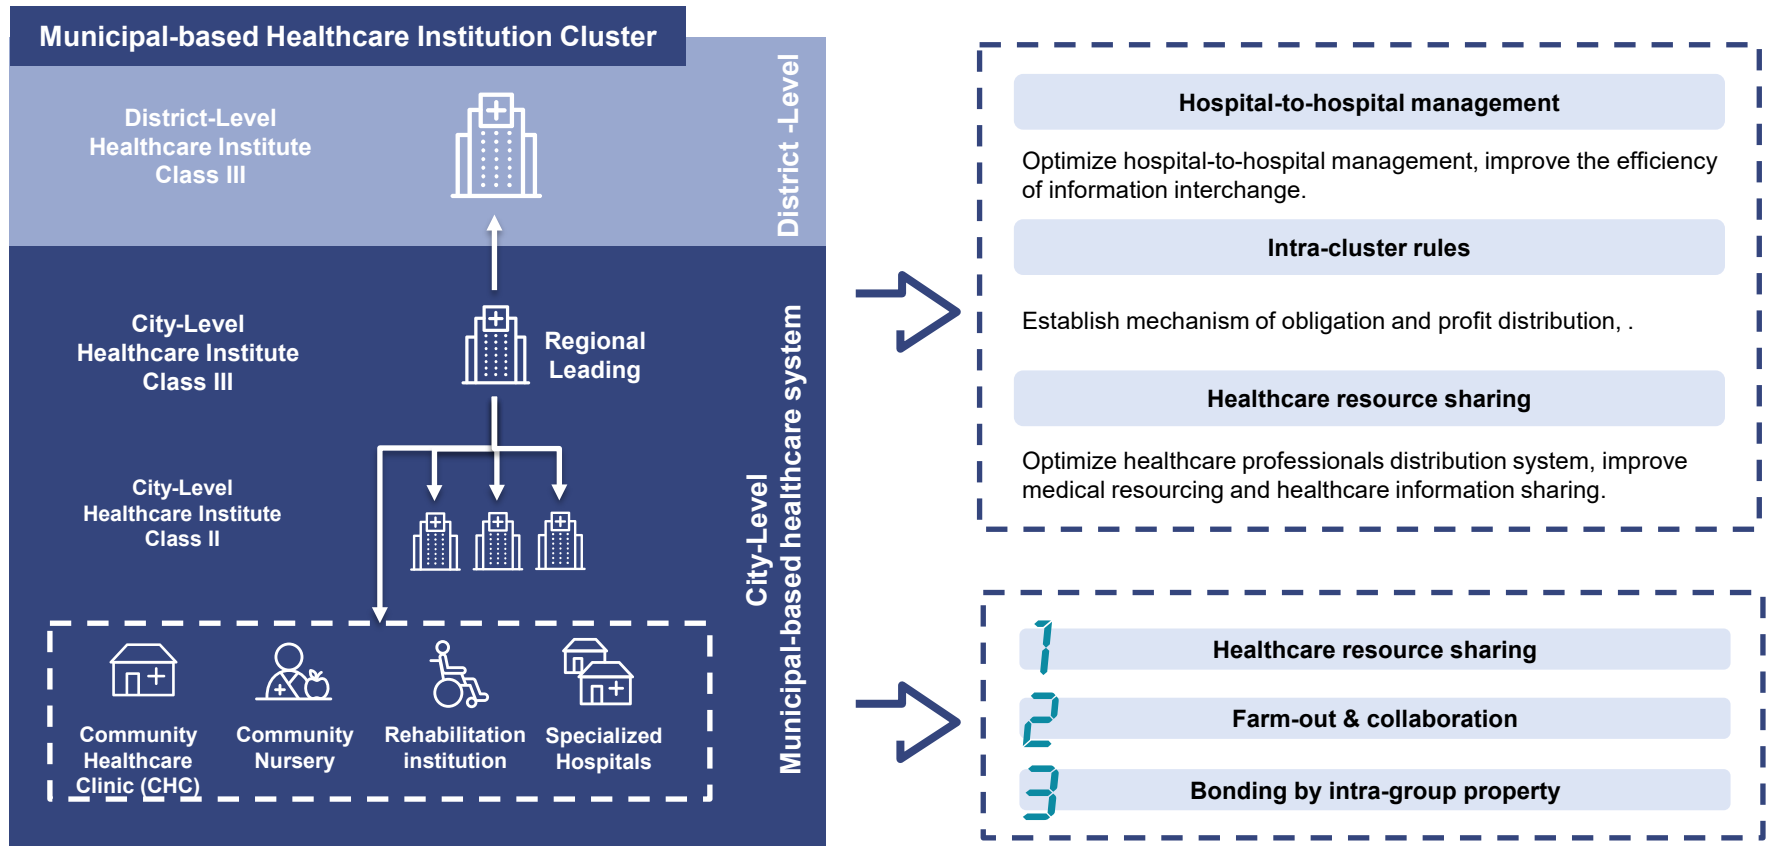 Municipal-based Healthcare Institution Cluster
District-Level
Healthcare Institute
Class III
District -Level
City-Level
Healthcare Institute
Class III
Regional
Leading
City-Level
Healthcare Institute
Class II
City-Level
Municipal-based healthcare system
Community
Healthcare
Clinic (CHC)
Community
Nursery
Rehabilitation
institution
Specialized
Hospitals
Hospital-to-hospital management
Optimize hospital-to-hospital management, improve the efficiency
of information interchange.
Intra-cluster rules
Establish mechanism of obligation and profit distribution, .
Healthcare resource sharing
Optimize healthcare professionals distribution system, improve
medical resourcing and healthcare information sharing.
1 Healthcare resource sharing
2 Farm-out & collaboration
3 Bonding by intra-group property